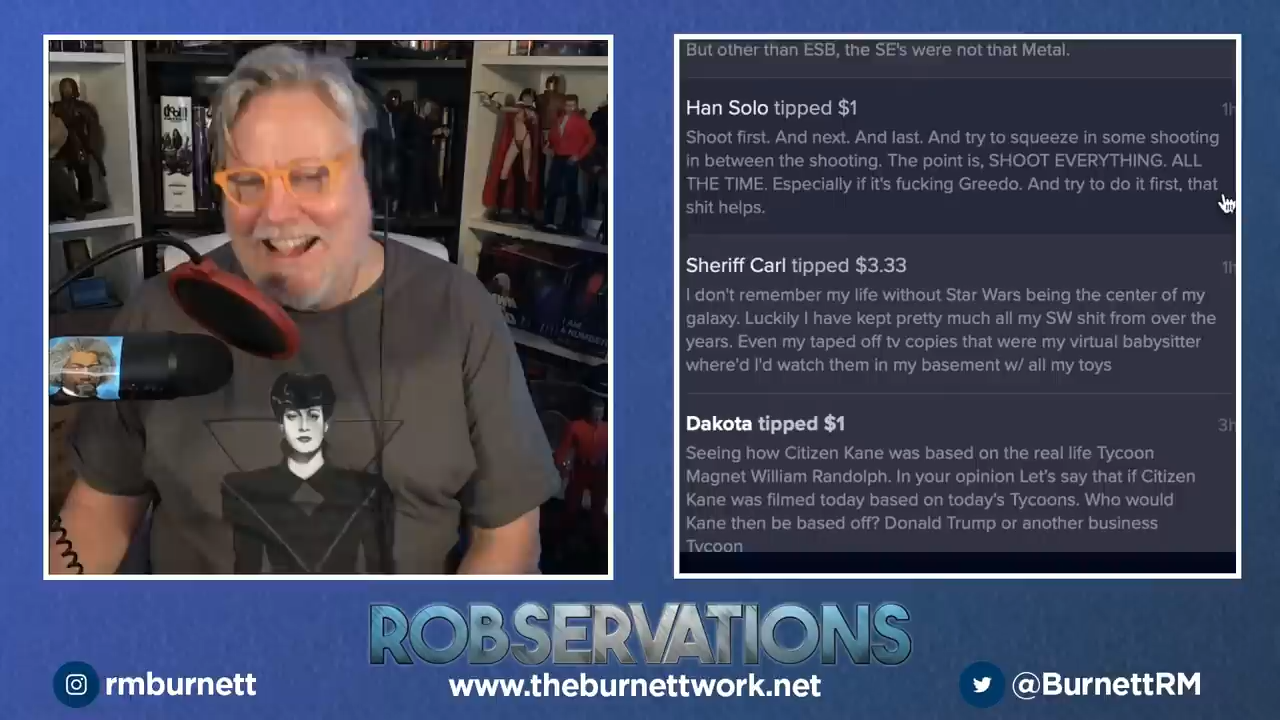 But other than ESB, the SE's were not that Metal.
Han Solo tipped $1
1h
Shoot first. And next. And last. And try to squeeze in some shooting
in between the shooting. The point is, SHOOT EVERYTHING. ALL
THE TIME. Especially if it's fucking Greedo. And try to do it first, that
shit helps.
Sheriff Carl tipped $3.33
1h
I don't remember my life without Star Wars being the center of my
galaxy. Luckily I have kept pretty much all my SW shit from over the
years. Even my taped off tv copies that were my virtual babysitter
where'd I'd watch them in my basement w/ all my toys
Dakota tipped $1
3h
Seeing how Citizen Kane was based on the real life Tycoon
Magnet William Randolph. In your opinion Let's say that if Citizen
Kane was filmed today based on today's Tycoons. Who would
Kane then be based off? Donald Trump or another business
Tycoon
I AM
A NUMBER
ROBSERVATIONS
rmburnett
www.theburnettwork.net
@BurnettRM